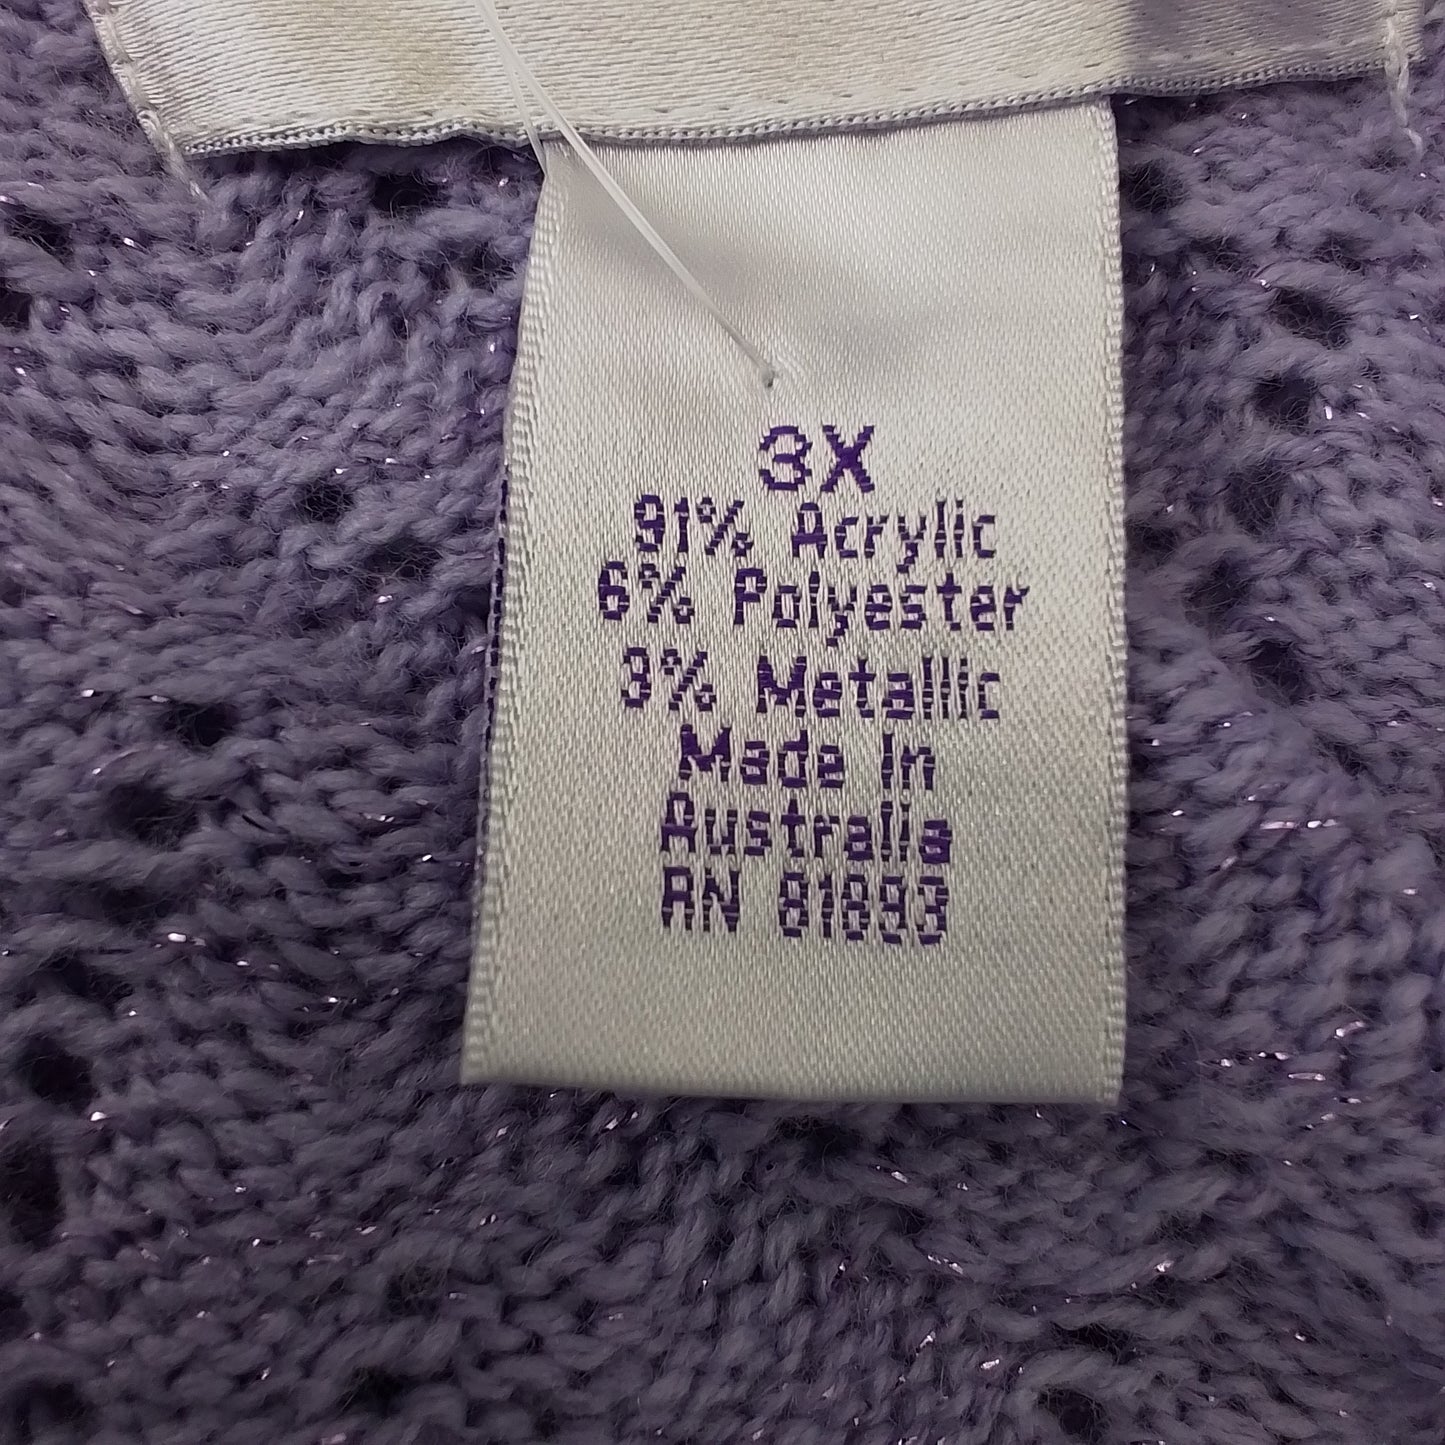 3X
91% Acrylic
6% Polyester
3% Metallic
Made In
Australia
RN 81893